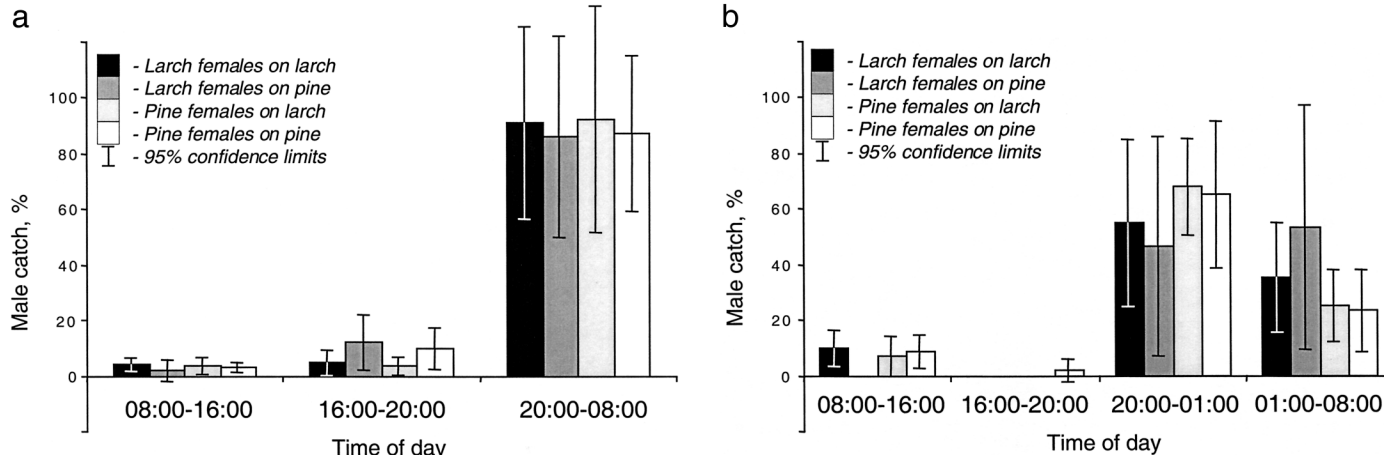 a
- Larch females on larch
- Larch females on pine
- Pine females on larch
- Pine females on pine
- 95% confidence limits
100
80
60
40
20
0
Male catch, %
08:00-16:00 16:00-20:00 20:00-08:00
Time of day
b
- Larch females on larch
- Larch females on pine
- Pine females on larch
- Pine females on pine
- 95% confidence limits
100
80
60
40
20
0
Male catch, %
08:00-16:00 16:00-20:00 20:00-01:00 01:00-08:00
Time of day